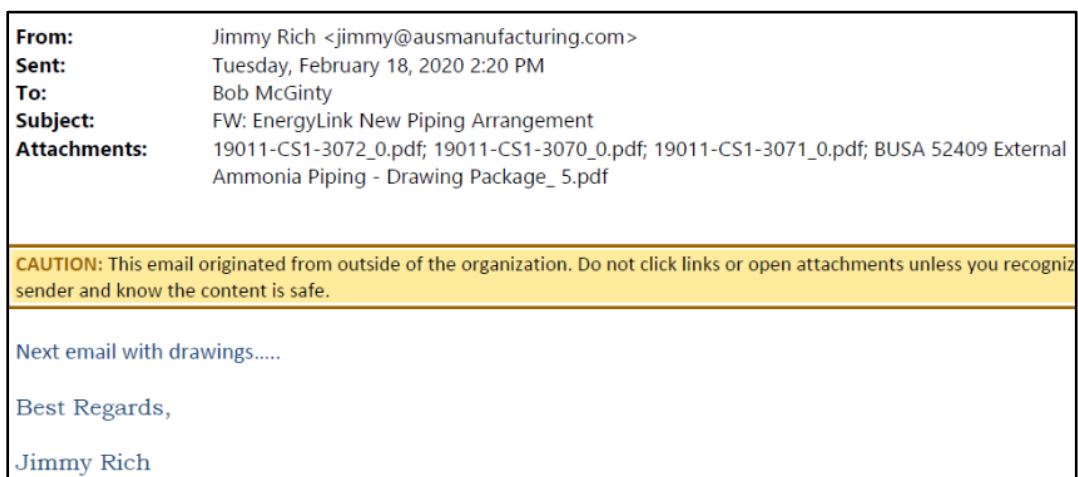 From: Jimmy Rich <jimmy@ausmanufacturing.com>
Sent: Tuesday, February 18, 2020 2:20 PM
To: Bob McGinty
Subject: FW: EnergyLink New Piping Arrangement
Attachments: 19011-CS1-3072_0.pdf; 19011-CS1-3070_0.pdf; 19011-CS1-3071_0.pdf; BUSA 52409 External
Ammonia Piping - Drawing Package_ 5.pdf
CAUTION: This email originated from outside of the organization. Do not click links or open attachments unless you recogniz
sender and know the content is safe.
Next email with drawings.....
Best Regards,
Jimmy Rich